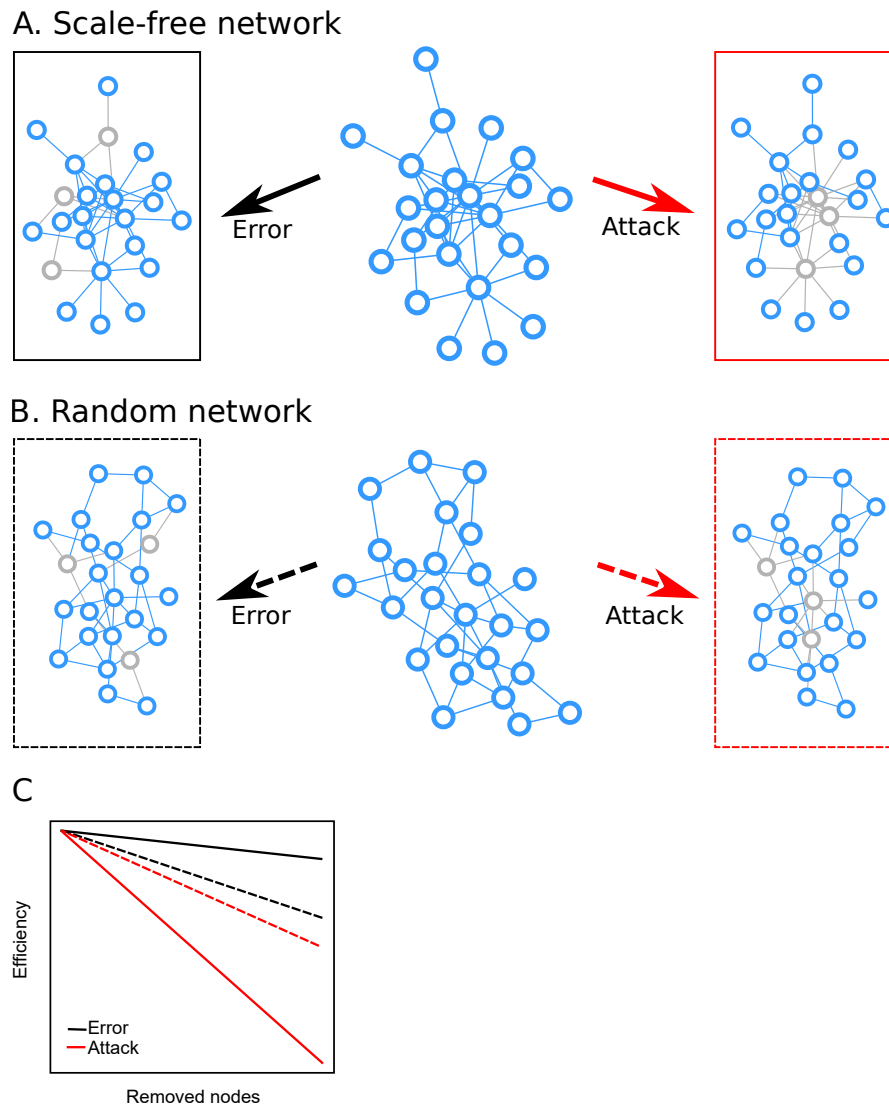 A. Scale-free network
Error
Attack
B. Random network
Error
Attack
C
Efficiency
Error
Attack
Removed nodes